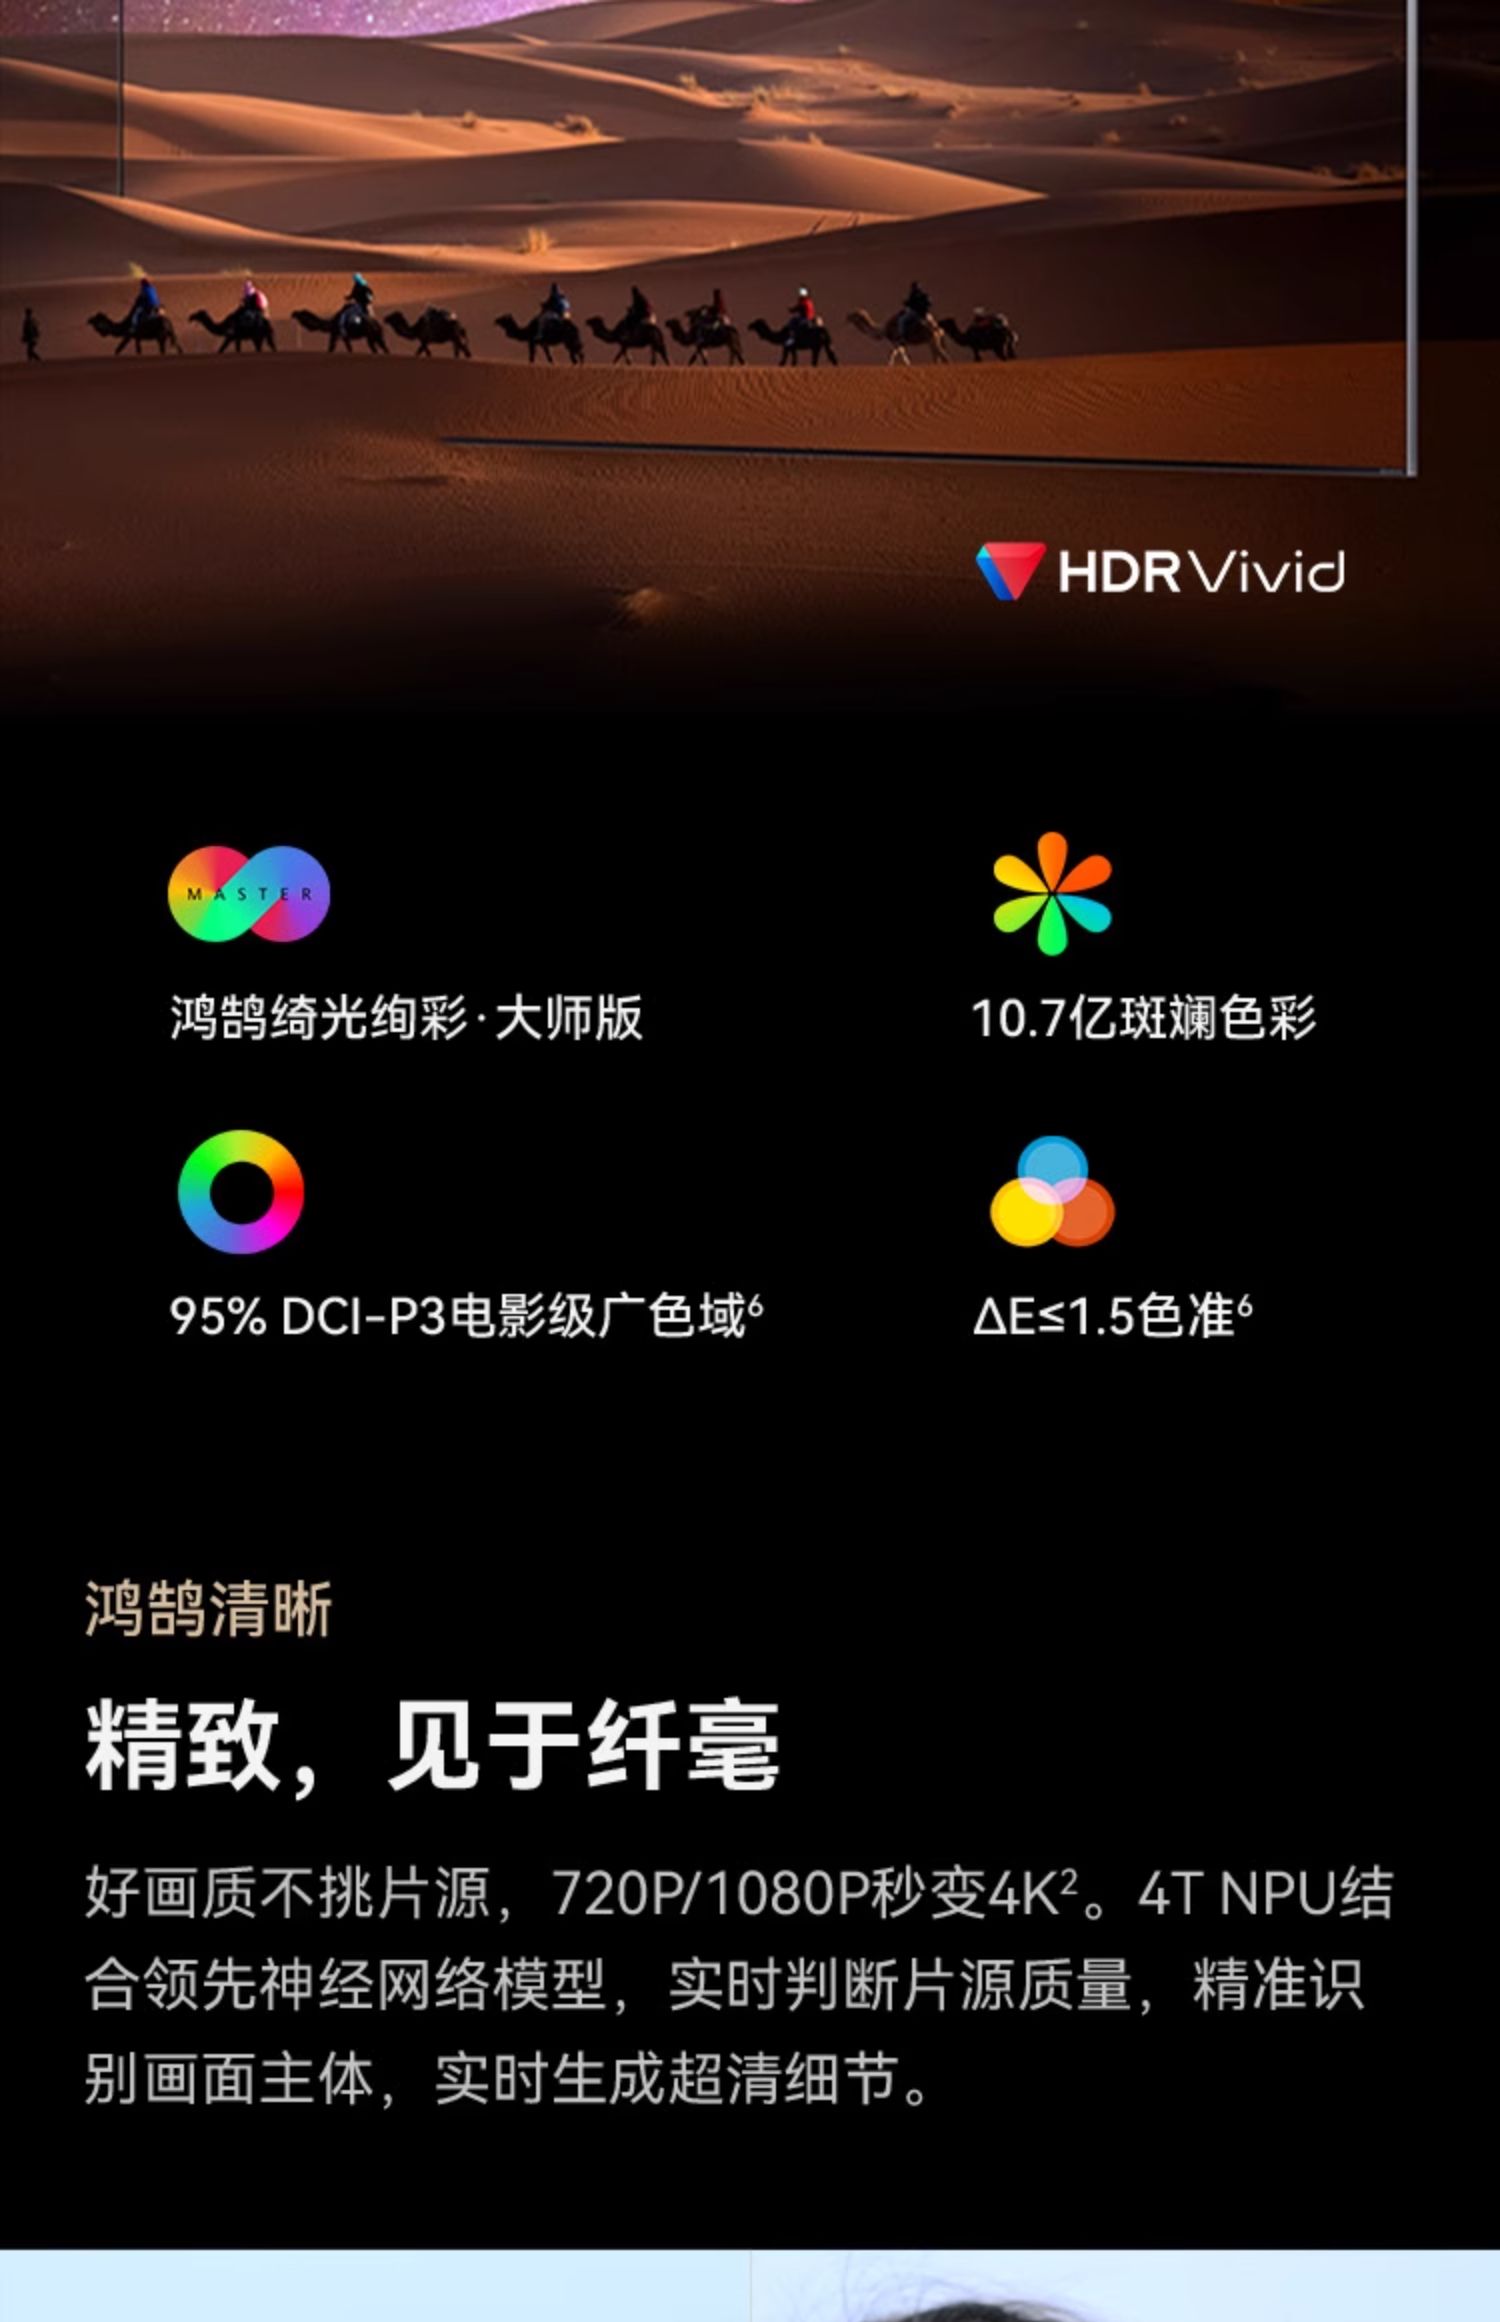 HDR Vivid
MASTER
鸿鹄绮光绚彩·大师版
10.7亿斑斓色彩
95% DCI-P3电影级广色域⁶
ΔE≤1.5色准⁶
鸿鹄清晰
精致，见于纤毫
好画质不挑片源，720P/1080P秒变4K²。4T NPU结
合领先神经网络模型，实时判断片源质量，精准识
别画面主体，实时生成超清细节。